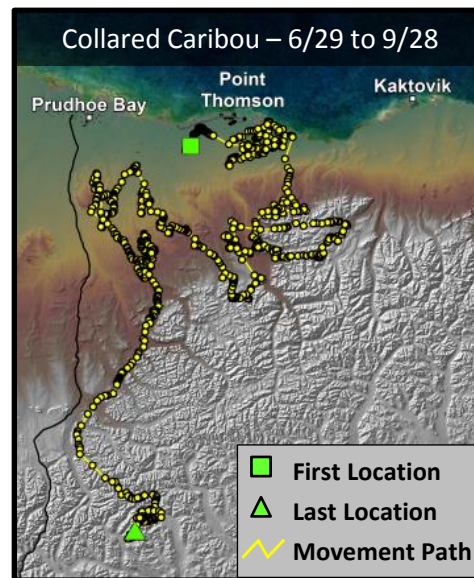 Collared Caribou – 6/29 to 9/28
Point
Thomson
Kaktovik
Prudhoe Bay
First Location
Last Location
Movement Path